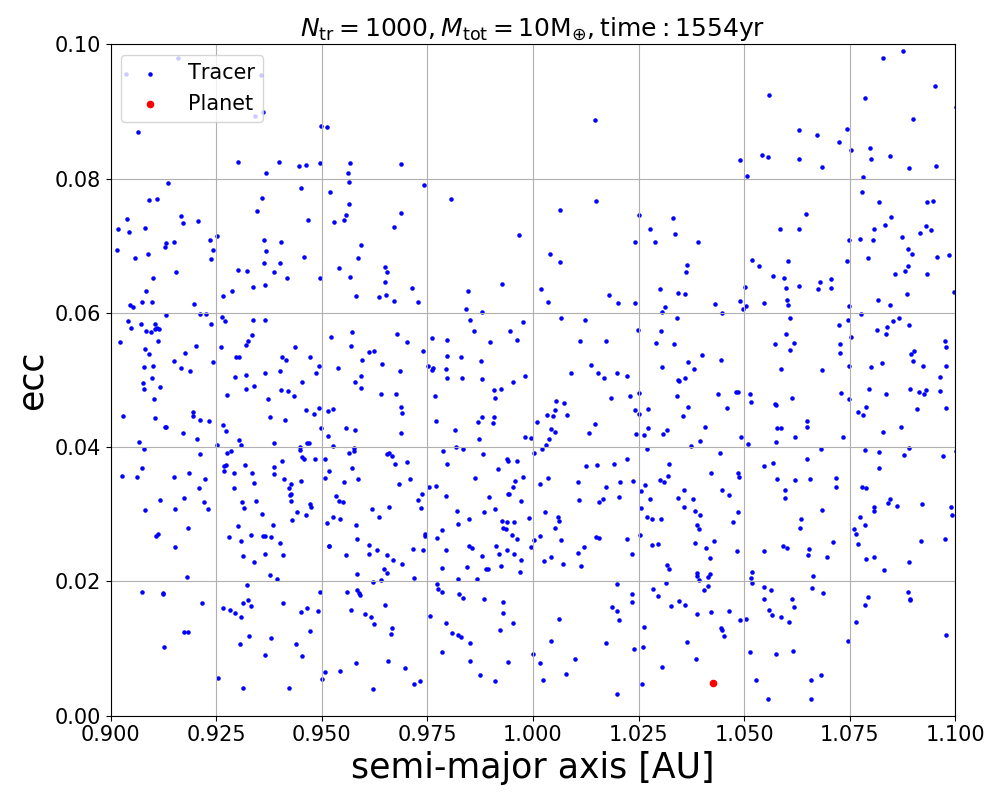 N_tr = 1000, M_tot = 10M_⊕, time : 1554yr
0.10
Tracer
Planet
0.08
0.06
ecc
0.04
0.02
0.00
0.900 0.925 0.950 0.975 1.000 1.025 1.050 1.075 1.100
semi-major axis [AU]